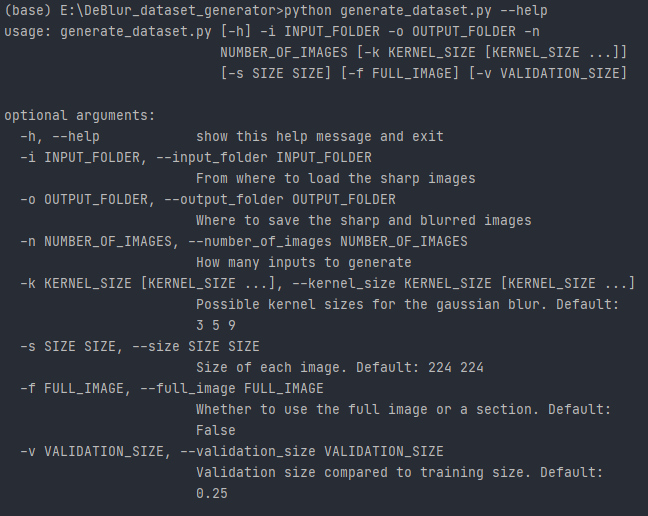 (base) E:\DeBlur_dataset_generator>python generate_dataset.py --help
usage: generate_dataset.py [-h] -i INPUT_FOLDER -o OUTPUT_FOLDER -n
NUMBER_OF_IMAGES [-k KERNEL_SIZE [KERNEL_SIZE ...]]
[-s SIZE SIZE] [-f FULL_IMAGE] [-v VALIDATION_SIZE]
optional arguments:
-h, --help show this help message and exit
-i INPUT_FOLDER, --input_folder INPUT_FOLDER
From where to load the sharp images
-o OUTPUT_FOLDER, --output_folder OUTPUT_FOLDER
Where to save the sharp and blurred images
-n NUMBER_OF_IMAGES, --number_of_images NUMBER_OF_IMAGES
How many inputs to generate
-k KERNEL_SIZE [KERNEL_SIZE ...], --kernel_size KERNEL_SIZE [KERNEL_SIZE ...]
Possible kernel sizes for the gaussian blur. Default:
3 5 9
-s SIZE SIZE, --size SIZE SIZE
Size of each image. Default: 224 224
-f FULL_IMAGE, --full_image FULL_IMAGE
Whether to use the full image or a section. Default:
False
-v VALIDATION_SIZE, --validation_size VALIDATION_SIZE
Validation size compared to training size. Default:
0.25